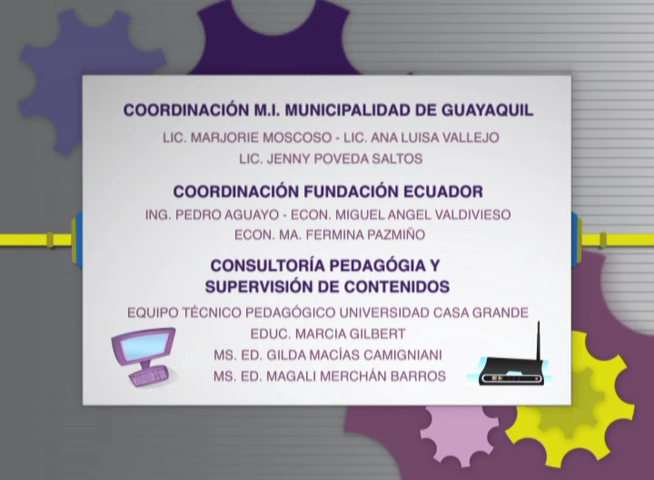 COORDINACIÓN M.I. MUNICIPALIDAD DE GUAYAQUIL
LIC. MARJORIE MOSCOSO - LIC. ANA LUISA VALLEJO
LIC. JENNY POVEDA SALTOS
COORDINACIÓN FUNDACIÓN ECUADOR
ING. PEDRO AGUAYO - ECON. MIGUEL ANGEL VALDIVIESO
ECON. MA. FERMINA PAZMIÑO
CONSULTORÍA PEDAGÓGIA Y
SUPERVISIÓN DE CONTENIDOS
EQUIPO TÉCNICO PEDAGÓGICO UNIVERSIDAD CASA GRANDE
EDUC. MARCIA GILBERT
MS. ED. GILDA MACÍAS CAMIGNIANI
MS. ED. MAGALI MERCHÁN BARROS